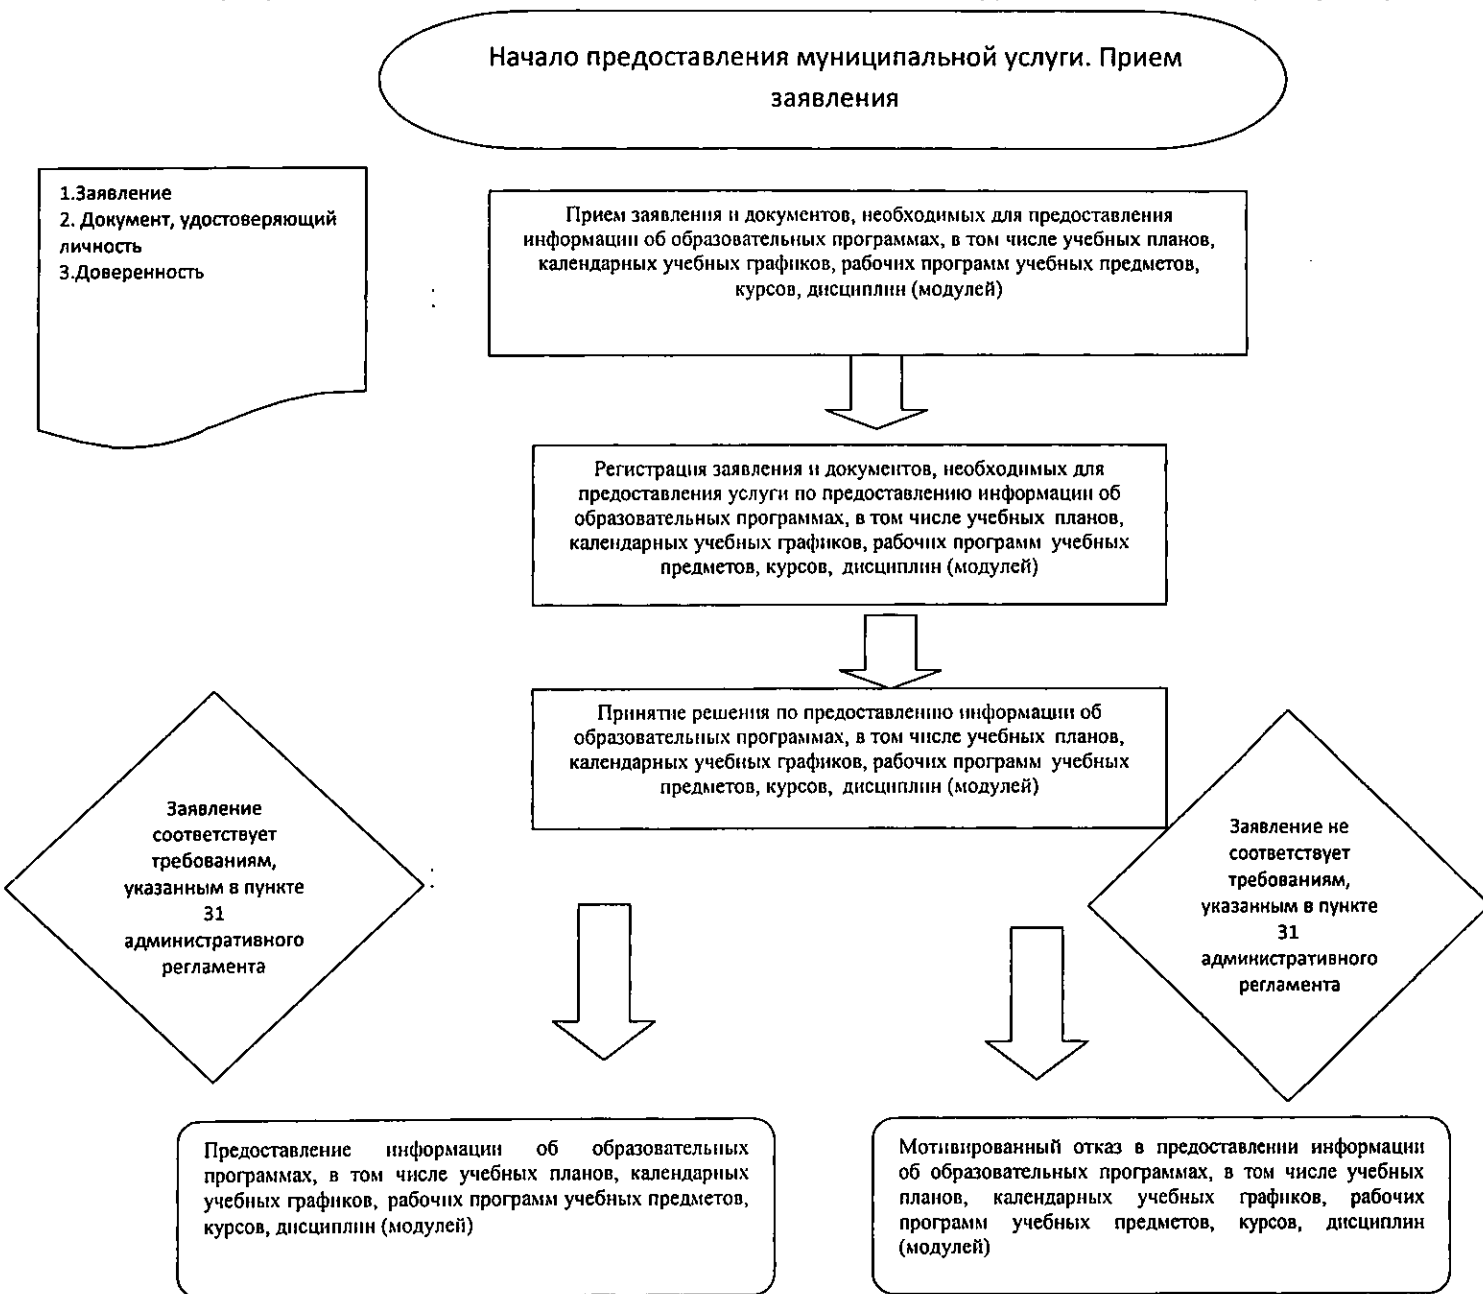 Начало предоставления муниципальной услуги. Прием
заявления
1.Заявление
2. Документ, удостоверяющий
личность
3.Доверенность
Прием заявления и документов, необходимых для предоставления
информации об образовательных программах, в том числе учебных планов,
календарных учебных графиков, рабочих программ учебных предметов,
курсов, дисциплин (модулей)
Регистрация заявления и документов, необходимых для
предоставления услуги по предоставлению информации об
образовательных программах, в том числе учебных планов,
календарных учебных графиков, рабочих программ учебных
предметов, курсов, дисциплин (модулей)
Принятие решения по предоставлению информации об
образовательных программах, в том числе учебных планов,
календарных учебных графиков, рабочих программ учебных
предметов, курсов, дисциплин (модулей)
Заявление
соответствует
требованиям,
указанным в пункте
31
административного
регламента
Заявление не
соответствует
требованиям,
указанным в пункте
31
административного
регламента
Предоставление информации об образовательных
программах, в том числе учебных планов, календарных
учебных графиков, рабочих программ учебных предметов,
курсов, дисциплин (модулей)
Мотивированный отказ в предоставлении информации
об образовательных программах, в том числе учебных
планов, календарных учебных графиков, рабочих
программ учебных предметов, курсов, дисциплин
(модулей)